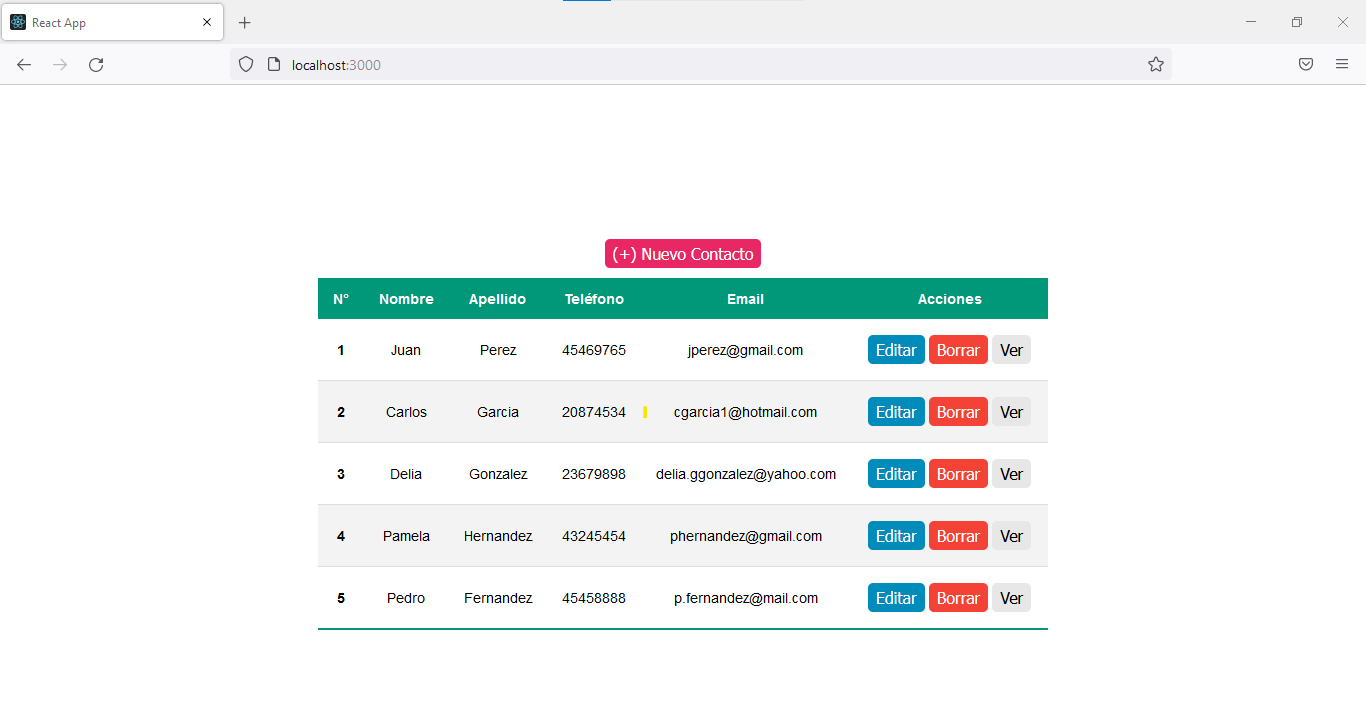 React App
localhost:3000
(+) Nuevo Contacto
N° Nombre Apellido Teléfono Email Acciones
1 Juan Perez 45469765 jperez@gmail.com Editar Borrar Ver
2 Carlos Garcia 20874534 cgarcia1@hotmail.com Editar Borrar Ver
3 Delia Gonzalez 23679898 delia.ggonzalez@yahoo.com Editar Borrar Ver
4 Pamela Hernandez 43245454 phernandez@gmail.com Editar Borrar Ver
5 Pedro Fernandez 45458888 p.fernandez@mail.com Editar Borrar Ver